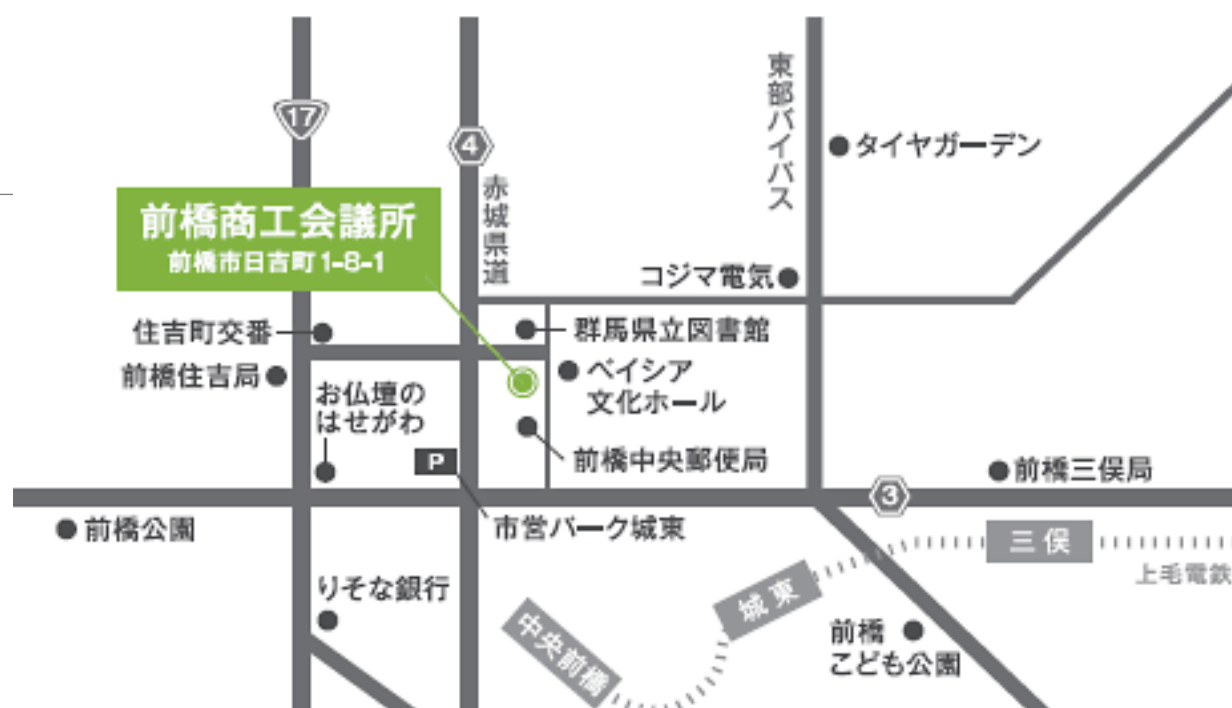 17
4
東部バイパス
タイヤガーデン
赤城県道
前橋商工会議所
前橋市日吉町1-8-1
コジマ電気
住吉町交番
群馬県立図書館
前橋住吉局
ベイシア
文化ホール
お仏壇の
はせがわ
P
前橋中央郵便局
前橋三俣局
3
前橋公園
市営パーク城東
三俣
上毛電鉄
りそな銀行
城東
中央前橋
前橋
こども公園